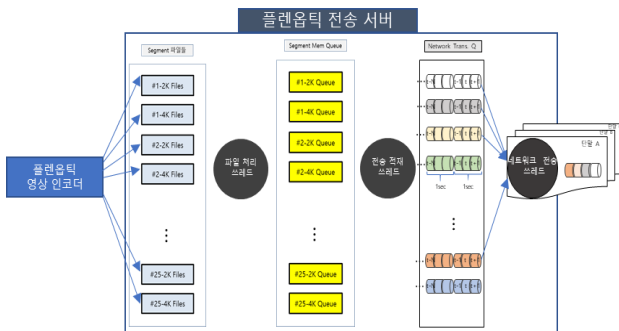 플렌옵틱 전송 서버
Segment 파일들
Segment Mem Queue
Network Trans. Q
#1-2K Files
#1-4K Files
#2-2K Files
#2-4K Files
#25-2K Files
#25-4K Files
플렌옵틱
영상 인코더
파일 처리
쓰레드
#1-2K Queue
#1-4K Queue
#2-2K Queue
#2-4K Queue
#25-2K Queue
#25-4K Queue
전송 적재
쓰레드
1sec
1sec
네트워크 전송
쓰레드
단말 A